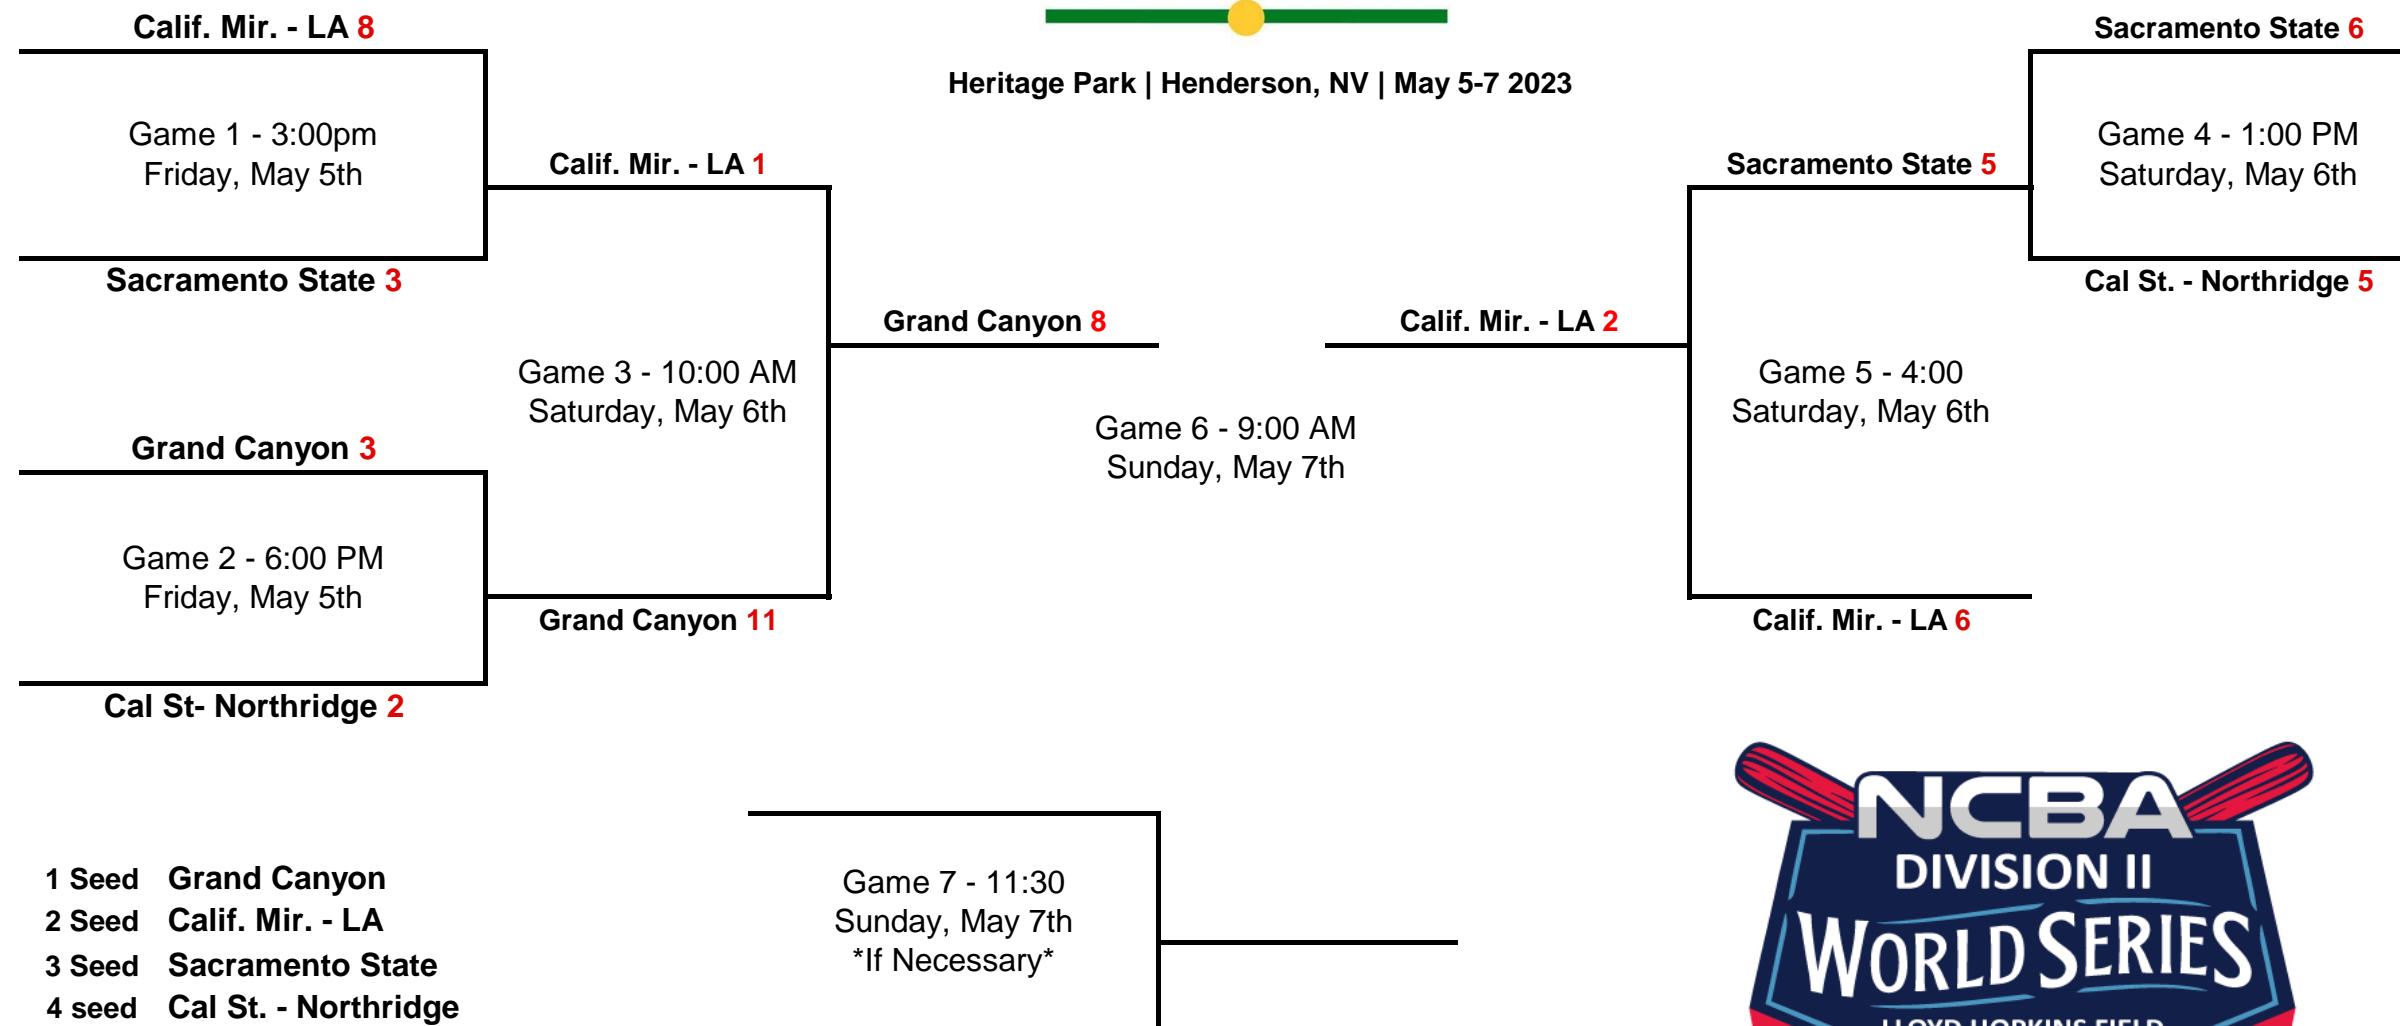 Calif. Mir. - LA 8
Sacramento State 6
Heritage Park | Henderson, NV | May 5-7 2023
Game 1 - 3:00pm
Friday, May 5th
Game 4 - 1:00 PM
Saturday, May 6th
Calif. Mir. - LA 1
Sacramento State 5
Sacramento State 3
Cal St. - Northridge 5
Grand Canyon 8
Calif. Mir. - LA 2
Game 3 - 10:00 AM
Saturday, May 6th
Game 5 - 4:00
Saturday, May 6th
Game 6 - 9:00 AM
Sunday, May 7th
Grand Canyon 3
Game 2 - 6:00 PM
Friday, May 5th
Grand Canyon 11
Calif. Mir. - LA 6
Cal St- Northridge 2
Game 7 - 11:30
Sunday, May 7th
*If Necessary*
1 Seed Grand Canyon
2 Seed Calif. Mir. - LA
3 Seed Sacramento State
4 seed Cal St. - Northridge
NCBA
DIVISION II
WORLD SERIES
LLOYD HOPKINS FIELD